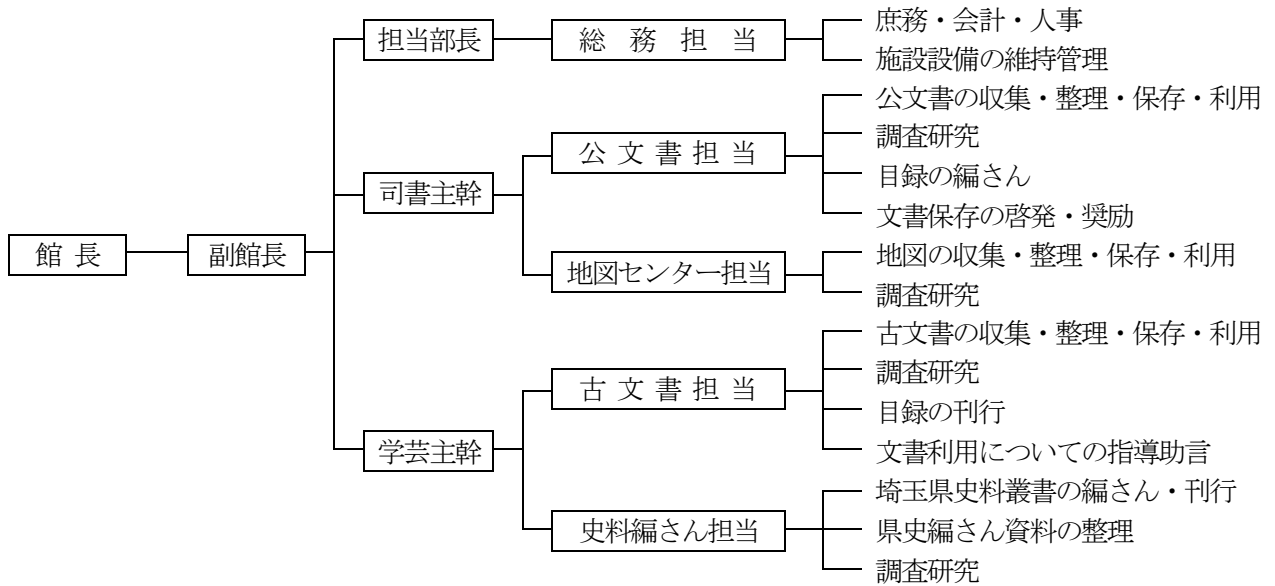 館長
副館長
担当部長
総務担当
庶務・会計・人事
施設設備の維持管理
司書主幹
公文書担当
公文書の収集・整理・保存・利用
調査研究
目録の編さん
文書保存の啓発・奨励
地図センター担当
地図の収集・整理・保存・利用
調査研究
学芸主幹
古文書担当
古文書の収集・整理・保存・利用
調査研究
目録の刊行
文書利用についての指導助言
史料編さん担当
埼玉県史料叢書の編さん・刊行
県史編さん資料の整理
調査研究